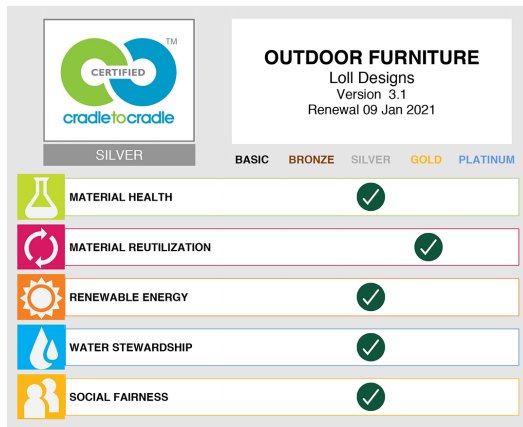 TM
CERTIFIED
cradletocradle
SILVER
OUTDOOR FURNITURE
Loll Designs
Version 3.1
Renewal 09 Jan 2021
BASIC BRONZE SILVER GOLD PLATINUM
MATERIAL HEALTH
MATERIAL REUTILIZATION
RENEWABLE ENERGY
WATER STEWARDSHIP
SOCIAL FAIRNESS